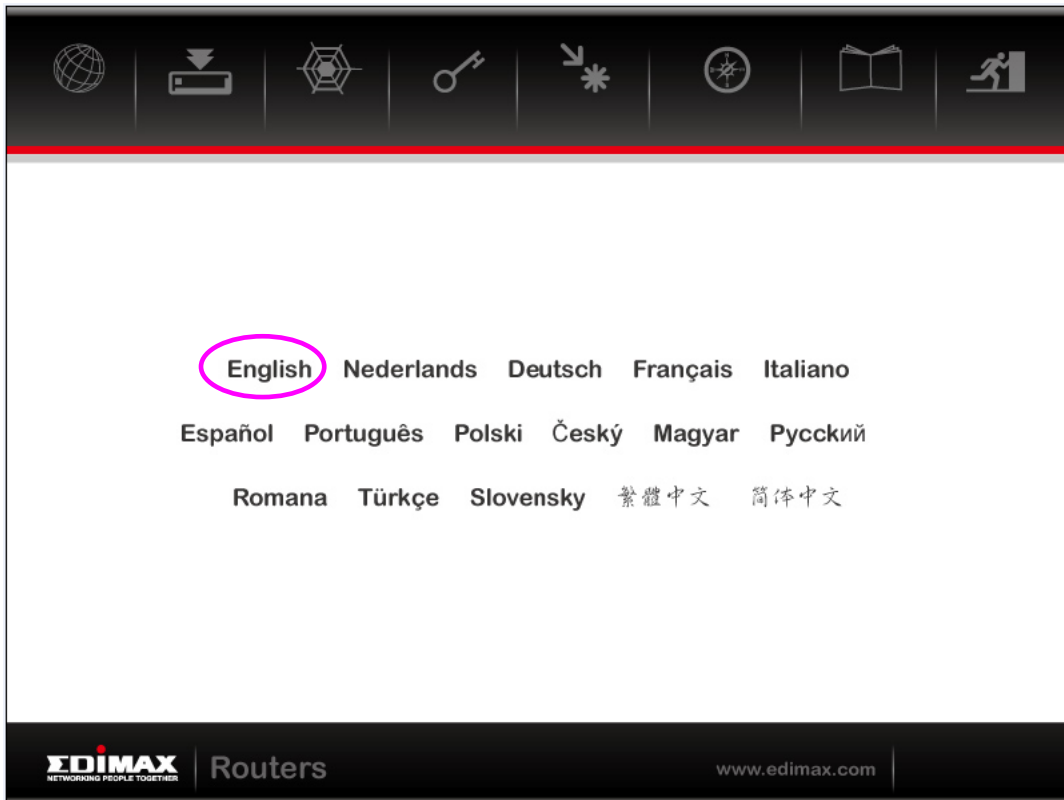 English Nederlands Deutsch Français Italiano
Español Português Polski Český Magyar Pycckий
Romana Türkçe Slovensky 繁體中文 简体中文
EDIMAX
NETWORKING PEOPLE TOGETHER
Routers
www.edimax.com